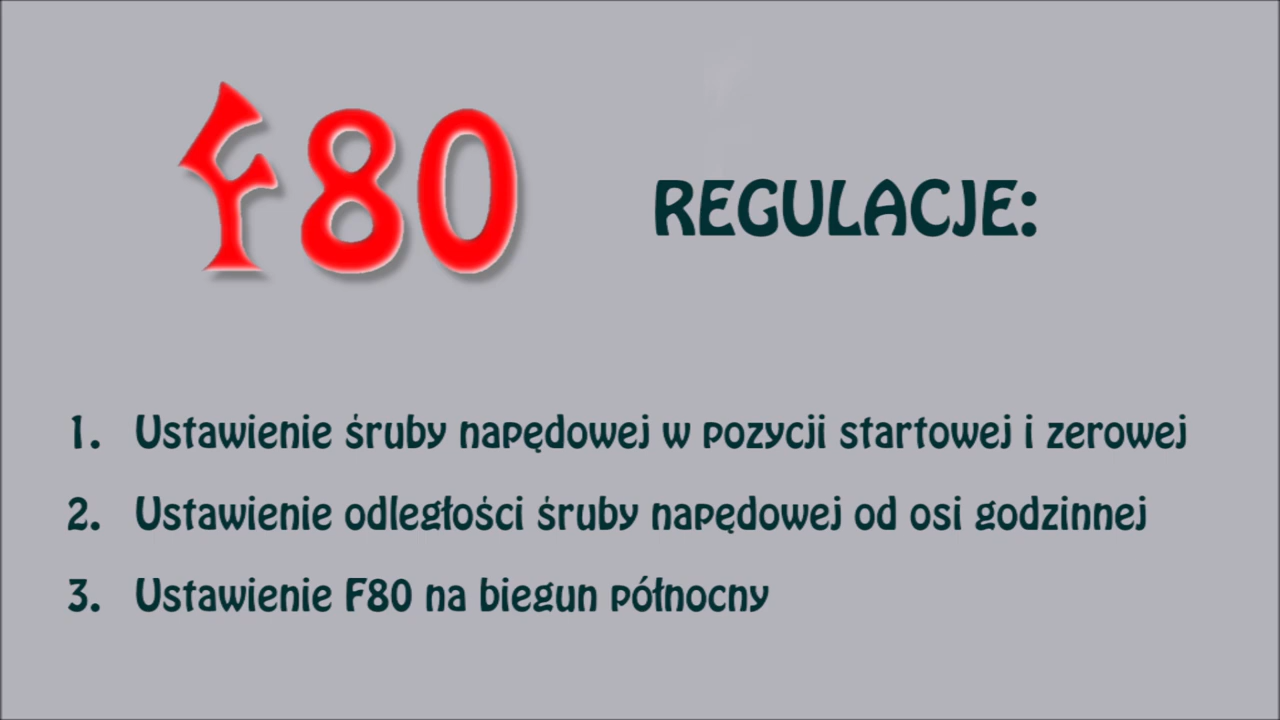 F80
REGULACJE:
1. Ustawienie śruby napędowej w pozycji startowej i zerowej
2. Ustawienie odległości śruby napędowej od osi godzinnej
3. Ustawienie F80 na biegun północny